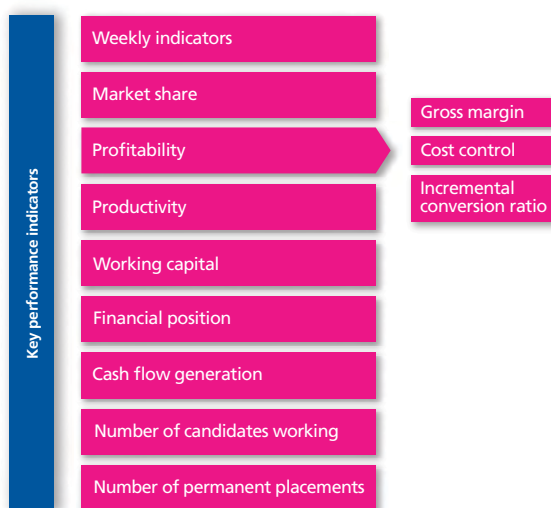 Key performance indicators
Weekly indicators
Market share
Profitability
Productivity
Working capital
Financial position
Cash flow generation
Number of candidates working
Number of permanent placements
Gross margin
Cost control
Incremental
conversion ratio